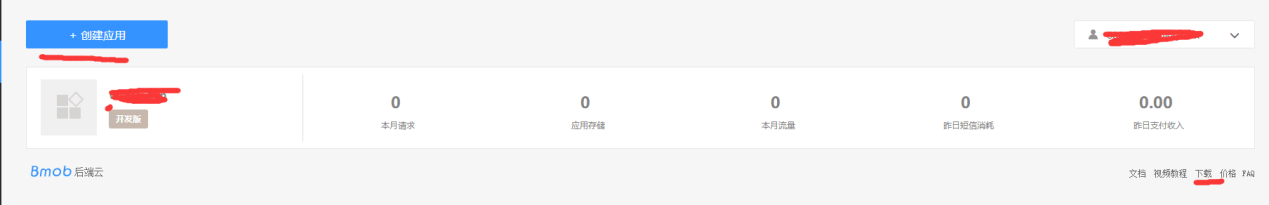 + 创建应用
开发版
0
本月请求
0
应用存储
0
本月流量
0
昨日短信消耗
0.00
昨日支付收入
Bmob 后端云
文档 视频教程 下载 价格 FAQ